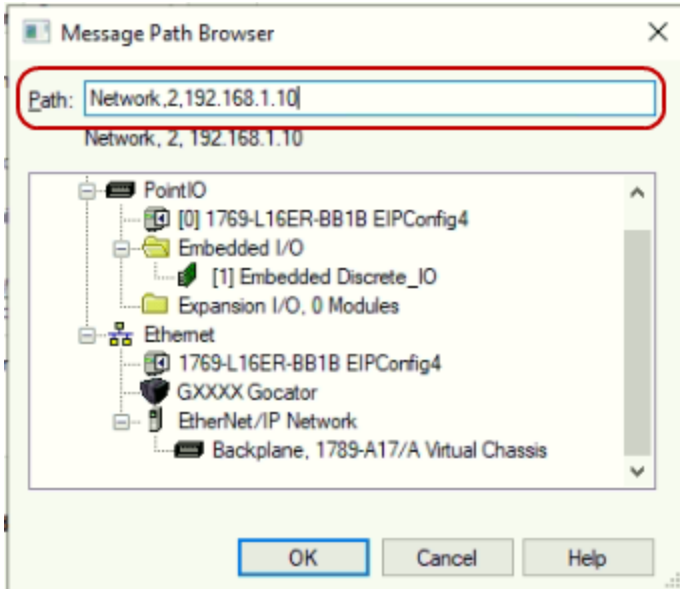 Message Path Browser
Path: Network,2,192.168.1.10
Network, 2, 192.168.1.10
PointIO
[0] 1769-L16ER-BB1B EIPConfig4
Embedded I/O
[1] Embedded Discrete_IO
Expansion I/O, 0 Modules
Ethernet
1769-L16ER-BB1B EIPConfig4
GXXXX Gocator
EtherNet/IP Network
Backplane, 1789-A17/A Virtual Chassis
OK Cancel Help